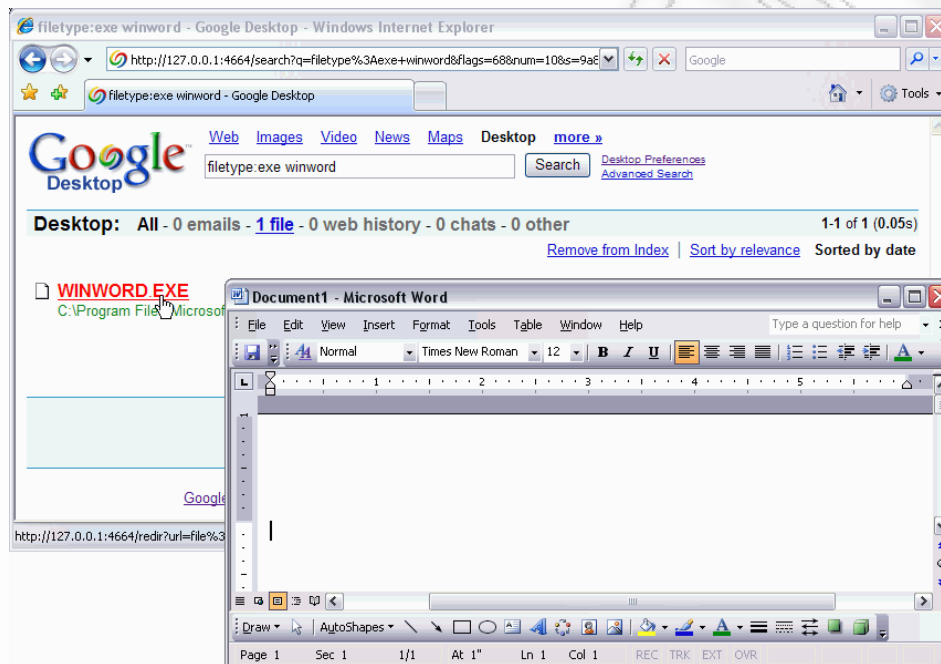 filetype:exe winword - Google Desktop - Windows Internet Explorer
http://127.0.0.1:4664/search?q=filetype%3Aexe+winword&flags=68&num=10&s=9a6
Google
filetype:exe winword - Google Desktop
Tools
Web Images Video News Maps Desktop more »
Google
Desktop
filetype:exe winword
Search
Desktop Preferences
Advanced Search
Desktop: All - 0 emails - 1 file - 0 web history - 0 chats - 0 other
1-1 of 1 (0.05s)
Remove from Index | Sort by relevance Sorted by date
WINWORD.EXE
C:\Program File Microsof
Google
http://127.0.0.1:4664/redir?url=file%3
Document1 - Microsoft Word
File Edit View Insert Format Tools Table Window Help
Type a question for help
Normal Times New Roman 12 B I U A
L 1 2 3 4 5
1
Draw AutoShapes A
Page 1 Sec 1 1/1 At 1" Ln 1 Col 1 REC TRK EXT OVR